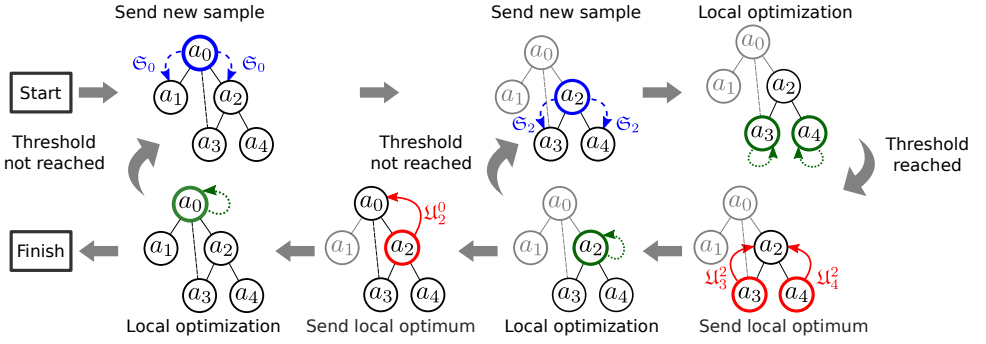 Send new sample
Send new sample
Local optimization
Start
𝔖₀ a₀ 𝔖₀
a₁ a₂
a₃ a₄
a₀
a₁ a₂
𝔖₂ 𝔖₂
a₃ a₄
a₀
a₁ a₂
a₃ a₄
Threshold
not reached
Threshold
not reached
Threshold
reached
Finish
a₀
a₁ a₂
a₃ a₄
a₀ 𝔘₂⁰
a₁ a₂
a₃ a₄
a₀
a₁ a₂
a₃ a₄
a₀
a₁ a₂
𝔘₃² 𝔘₄²
a₃ a₄
Local optimization
Send local optimum
Local optimization
Send local optimum